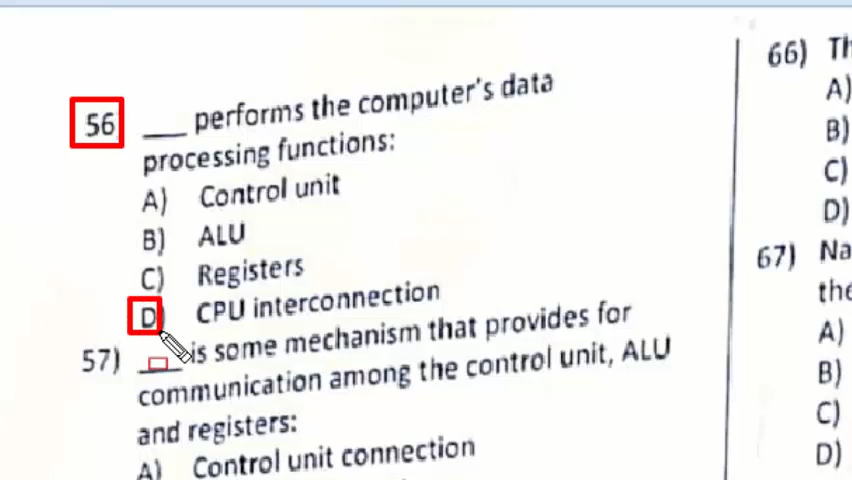 56
___ performs the computer's data
processing functions:
A) Control unit
B) ALU
C) Registers
D) CPU interconnection
57) ___ is some mechanism that provides for
communication among the control unit, ALU
and registers:
A) Control unit connection
66)
A)
B)
C)
D)
67)
the
A)
B)
C)
D)